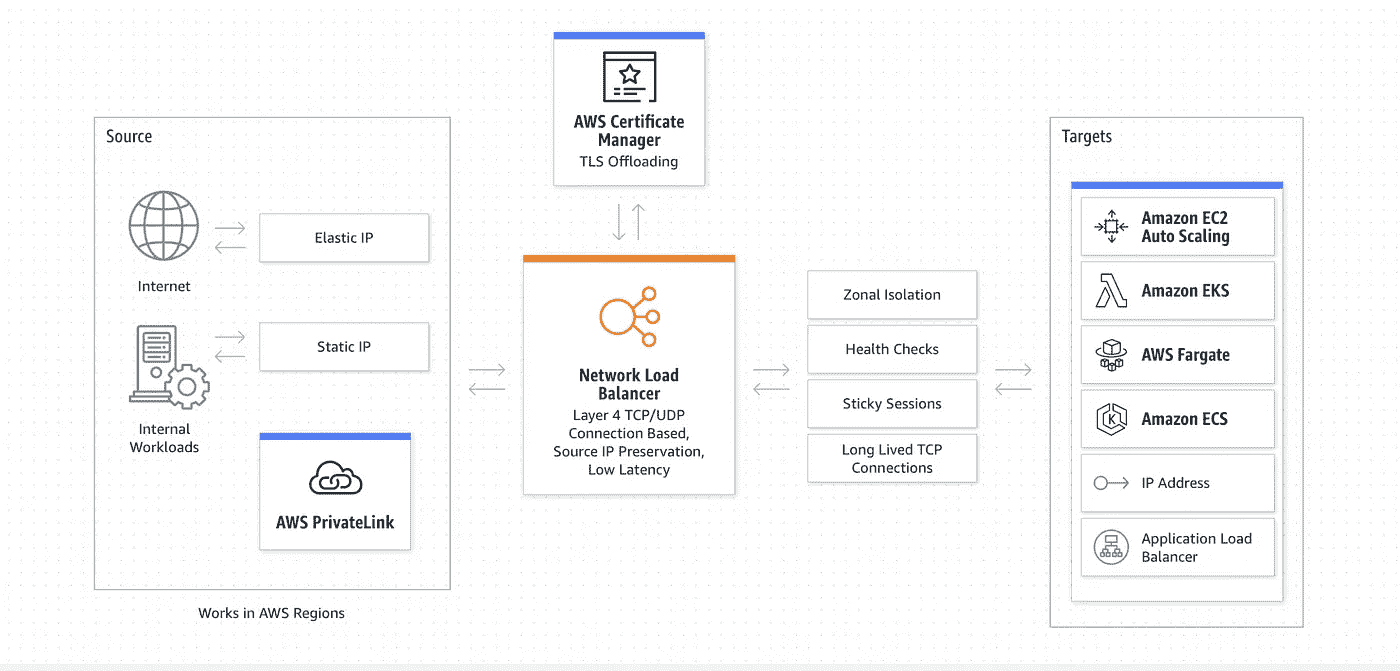 Source
Internet
Elastic IP
Internal
Workloads
Static IP
AWS PrivateLink
Works in AWS Regions
AWS Certificate
Manager
TLS Offloading
Network Load
Balancer
Layer 4 TCP/UDP
Connection Based,
Source IP Preservation,
Low Latency
Zonal Isolation
Health Checks
Sticky Sessions
Long Lived TCP
Connections
Targets
Amazon EC2
Auto Scaling
Amazon EKS
AWS Fargate
K
Amazon ECS
IP Address
Application Load
Balancer